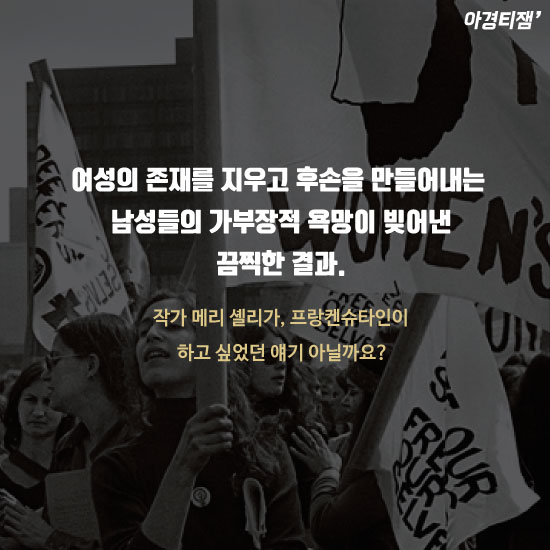 아경티잼’
여성의 존재를 지우고 후손을 만들어내는
남성들의 가부장적 욕망이 빚어낸
끔찍한 결과.
작가 메리 셸리가, 프랑켄슈타인이
하고 싶었던 얘기 아닐까요?
WOMEN'S
FREE
OUR
SELVES